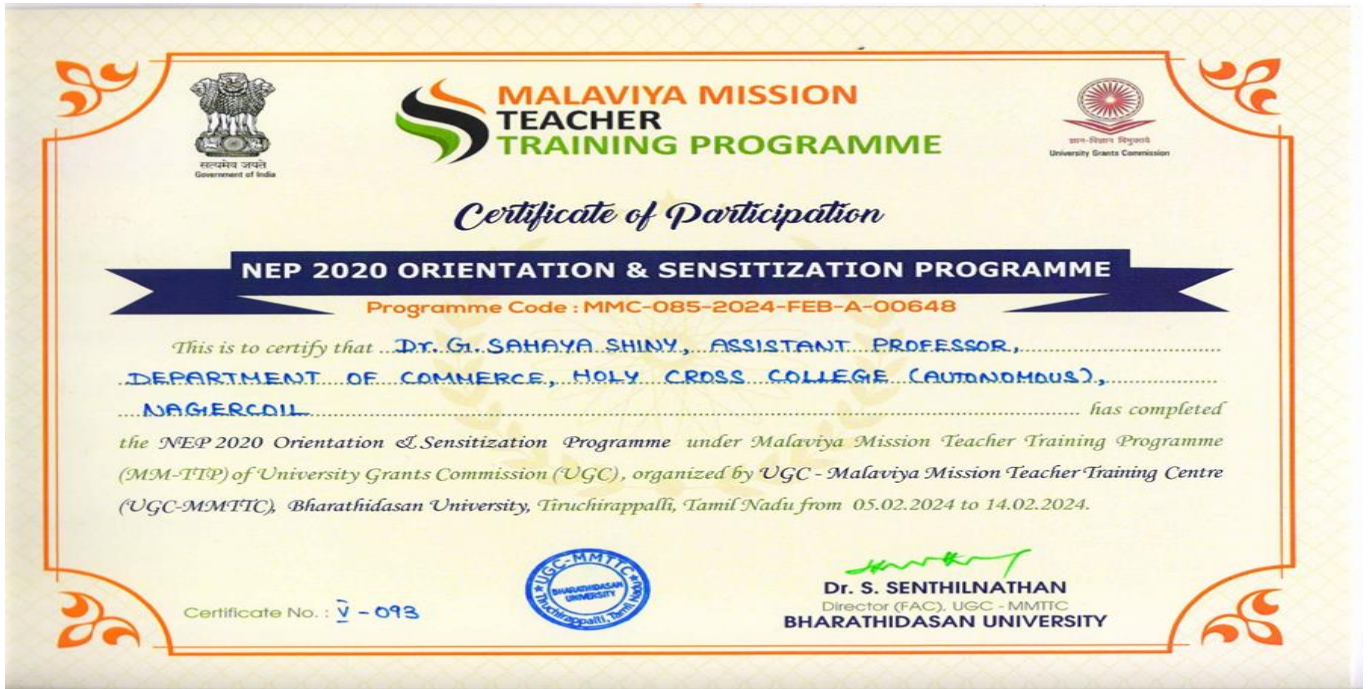 सत्यमेव जयते
Government of India
MALAVIYA MISSION
TEACHER
TRAINING PROGRAMME
ज्ञान-विज्ञान विमुक्तये
University Grants Commission
Certificate of Participation
NEP 2020 ORIENTATION & SENSITIZATION PROGRAMME
Programme Code : MMC-085-2024-FEB-A-00648
This is to certify that Dr. G. SAHAYA SHINY, ASSISTANT PROFESSOR,
DEPARTMENT OF COMMERCE, HOLY CROSS COLLEGE (AUTONOMOUS),
NAGERCOIL has completed
the NEP 2020 Orientation & Sensitization Programme under Malaviya Mission Teacher Training Programme
(MM-TTP) of University Grants Commission (UGC), organized by UGC - Malaviya Mission Teacher Training Centre
(UGC-MMTTC), Bharathidasan University, Tiruchirappalli, Tamil Nadu from 05.02.2024 to 14.02.2024.
Certificate No. : V - 093
UGC-MMTTC
BHARATHIDASAN
UNIVERSITY
Tiruchirappalli, Tamil Nadu
Dr. S. SENTHILNATHAN
Director (FAC), UGC - MMTTC
BHARATHIDASAN UNIVERSITY